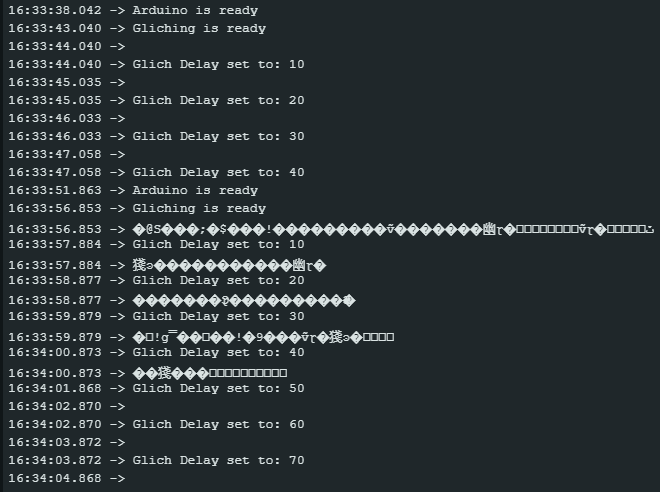 16:33:38.042 -> Arduino is ready
16:33:43.040 -> Gliching is ready
16:33:44.040 ->
16:33:44.040 -> Glich Delay set to: 10
16:33:45.035 ->
16:33:45.035 -> Glich Delay set to: 20
16:33:46.033 ->
16:33:46.033 -> Glich Delay set to: 30
16:33:47.058 ->
16:33:47.058 -> Glich Delay set to: 40
16:33:51.863 -> Arduino is ready
16:33:56.853 -> Gliching is ready
16:33:56.853 -> �@S���;�$���!
16:33:57.884 -> Glich Delay set to: 10
16:33:57.884 ->
16:33:58.877 -> Glich Delay set to: 20
16:33:58.877 ->
16:33:59.879 -> Glich Delay set to: 30
16:33:59.879 ->
16:34:00.873 -> Glich Delay set to: 40
16:34:00.873 ->
16:34:01.868 -> Glich Delay set to: 50
16:34:02.870 ->
16:34:02.870 -> Glich Delay set to: 60
16:34:03.872 ->
16:34:03.872 -> Glich Delay set to: 70
16:34:04.868 ->